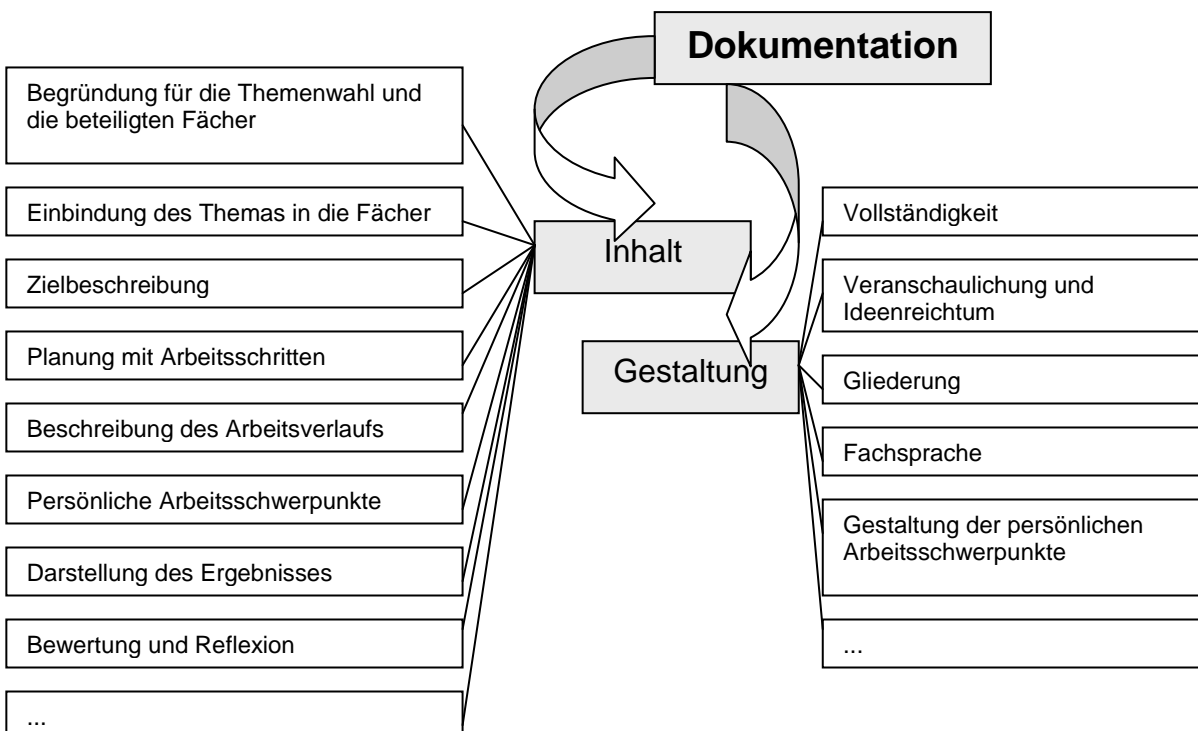 Dokumentation
Begründung für die Themenwahl und
die beteiligten Fächer
Einbindung des Themas in die Fächer
Zielbeschreibung
Planung mit Arbeitsschritten
Beschreibung des Arbeitsverlaufs
Persönliche Arbeitsschwerpunkte
Darstellung des Ergebnisses
Bewertung und Reflexion
...
Inhalt
Gestaltung
Vollständigkeit
Veranschaulichung und
Ideenreichtum
Gliederung
Fachsprache
Gestaltung der persönlichen
Arbeitsschwerpunkte
...